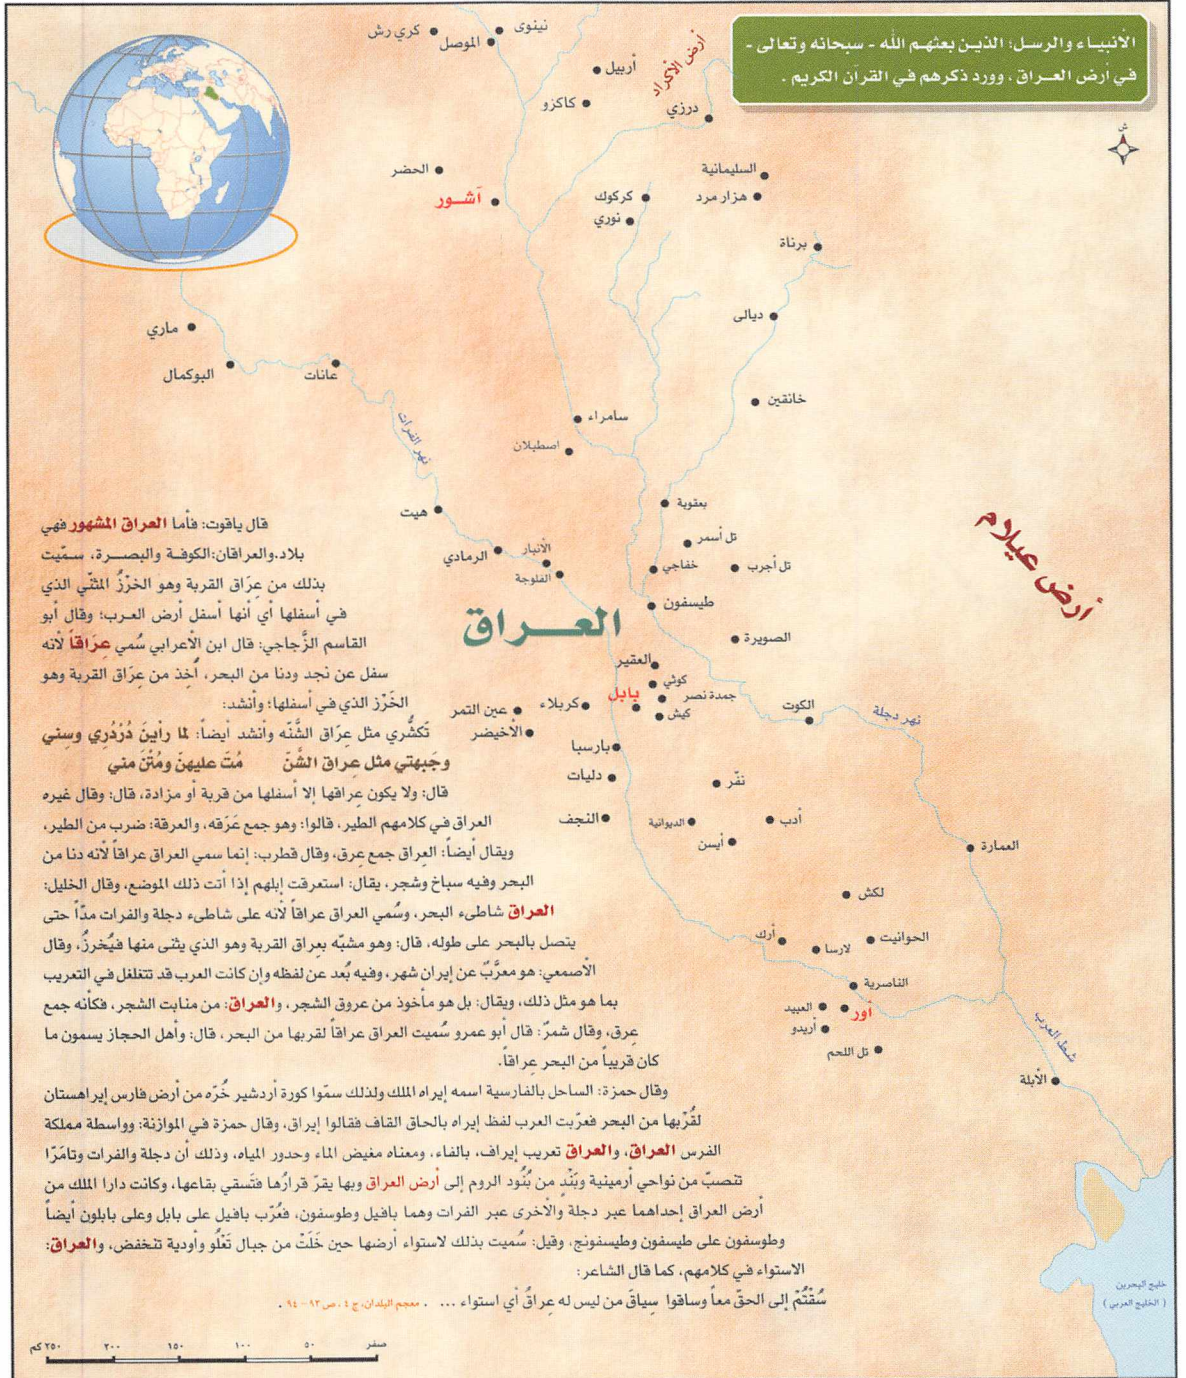 الأنبياء والرسل؛ الذين بعثهم الله - سبحانه وتعالى -
في أرض العراق، وورد ذكرهم في القرآن الكريم .
ش
نينوى
كري رش
الموصل
أربيل
أرض الأكراد
كاكزو
درزي
الحضر
السليمانية
آشور
كركوك
هزار مرد
نوري
برناة
ماري
ديالى
البوكمال
عانات
خانقين
سامراء
نهر الفرات
اصطبلان
هيت
بعقوبة
تل أسمر
أرض عيلام
الرمادي
الأنبار
الفلوجة
خفاجي
تل أجرب
طيسفون
العراق
الصويرة
العقير
كوثي
بابل
جمدة نصر
كيش
كربلاء
عين التمر
الأخيضر
الكوت
نهر دجلة
بارسبا
دليات
نفّر
النجف
الديوانية
أدب
أيسن
العمارة
لكش
أرك
لارسا
الحوانيت
الناصرية
العبيد
أور
أريدو
تل اللحم
شط العرب
الأبلة
خليج البحرين
( الخليج العربي )
قال ياقوت: فأما العراق المشهور فهي
بلاد.والعراقان:الكوفة والبصرة، سمّيت
بذلك من عِرَاق القربة وهو الخرْزُ المثنّي الذي
في أسفلها أي أنها أسفل أرض العرب؛ وقال أبو
القاسم الزَّجاجي: قال ابن الأعرابي سُمي عِرَاقاً لأنه
سفل عن نجد ودنا من البحر، أُخِذ من عِرَاق القربة وهو
الخَرْز الذي في أسفلها؛ وأنشد:
تَكشُّري مثل عِرَاق الشَّنّه وأنشد أيضاً: لما رأينَ دُرْدُري وسِني
وجَبهتي مثل عِراق الشَّنّ مُتّ عليهنّ ومُتْنَ مني
قال: ولا يكون عِراقها إلا أسفلها من قربة أو مزادة، قال: وقال غيره
العراق في كلامهم الطير، قالوا: وهو جمع عَرَقه، والعرقة: ضرب من الطير،
ويقال أيضاً: العِراق جمع عِرق، وقال قطرب: إنما سمي العراق عراقاً لأنه دنا من
البحر وفيه سباخ وشجر، يقال: استعرقت إبلهم إذا أتت ذلك الموضع، وقال الخليل:
العراق شاطىء البحر، وسُمي العراق عراقاً لأنه على شاطىء دجلة والفرات مدّاً حتى
يتصل بالبحر على طوله، قال: وهو مشبّه بعِراق القربة وهو الذي يثنى منها فيُخرزُ، وقال
الأصمعي: هو معرَّبٌ عن إيران شهر، وفيه بُعد عن لفظه وإن كانت العرب قد تتغلغل في التعريب
بما هو مثل ذلك، ويقال: بل هو مأخوذ من عروق الشجر، والعراق: من منابت الشجر، فكأنه جمع
عِرق، وقال شمرٌ: قال أبو عمرو سُميت العراق عراقاً لقربها من البحر، قال: وأهل الحجاز يسمون ما
كان قريباً من البحر عِراقاً.
وقال حمزة: الساحل بالفارسية اسمه إيراه الملك ولذلك سمّوا كورة أردشير خُرّه من أرض فارس إيراهستان
لقُرْبها من البحر فعرّبت العرب لفظ إيراه بالحاق القاف فقالوا إيراق، وقال حمزة في الموازنة: وواسطة مملكة
الفرس العراق، والعراق تعريب إيراف، بالفاء، ومعناه مغيض الماء وحدور المياه، وذلك أن دجلة والفرات وتامَرّا
تنصبّ من نواحي أرمينية وبَنْدٍ من بُنُود الروم إلى أرض العراق وبها يقرّ قرارُها فتَسقي بقاعها، وكانت دارا الملك من
أرض العراق إحداهما عبر دجلة والأخرى عبر الفرات وهما بافيل وطوسفون، فعُرّب بافيل على بابل وعلى بابلون أيضاً
وطوسفون على طيسفون وطيسفونج، وقيل: سُميت بذلك لاستواء أرضها حين خَلَتْ من جبال تَعْلُو وأودية تنخفض، والعراق:
الاستواء في كلامهم، كما قال الشاعر:
سُقْتُمْ إلى الحقّ معاً وساقوا سِياقَ من ليس له عِراقُ أي استواء ... . معجم البلدان، ج ٤ ، ص ٩٣ - ٩٤ .
صفر ٥٠ ١٠٠ ١٥٠ ٢٠٠ ٢٥٠ كم